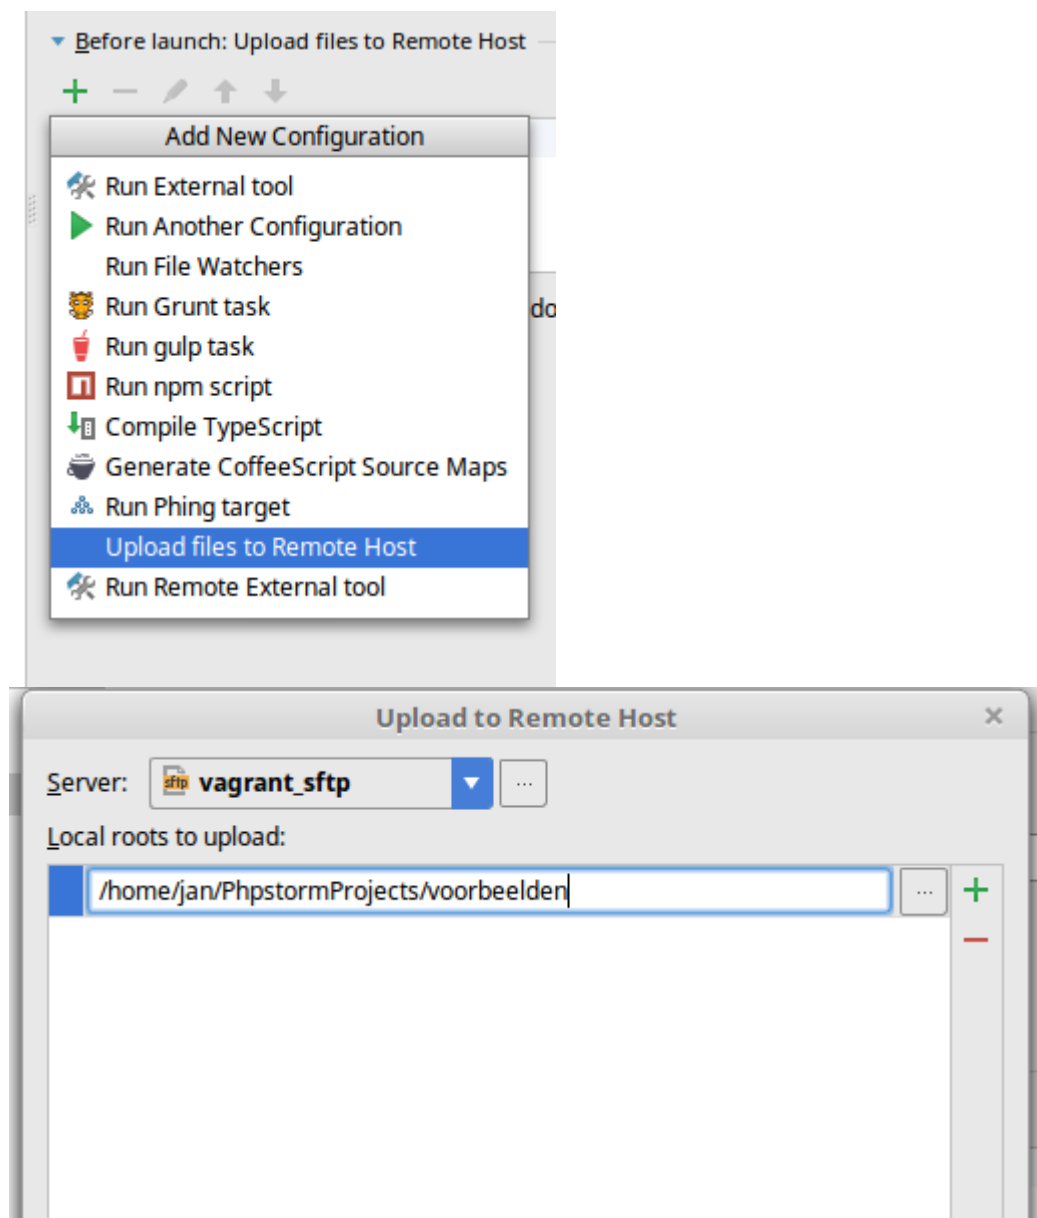 Before launch: Upload files to Remote Host
Add New Configuration
Run External tool
Run Another Configuration
Run File Watchers
do
Run Grunt task
Run gulp task
Run npm script
Compile TypeScript
Generate CoffeeScript Source Maps
Run Phing target
Upload files to Remote Host
Run Remote External tool
Upload to Remote Host
Server: sftp vagrant_sftp ...
Local roots to upload:
/home/jan/PhpstormProjects/voorbeelden ...